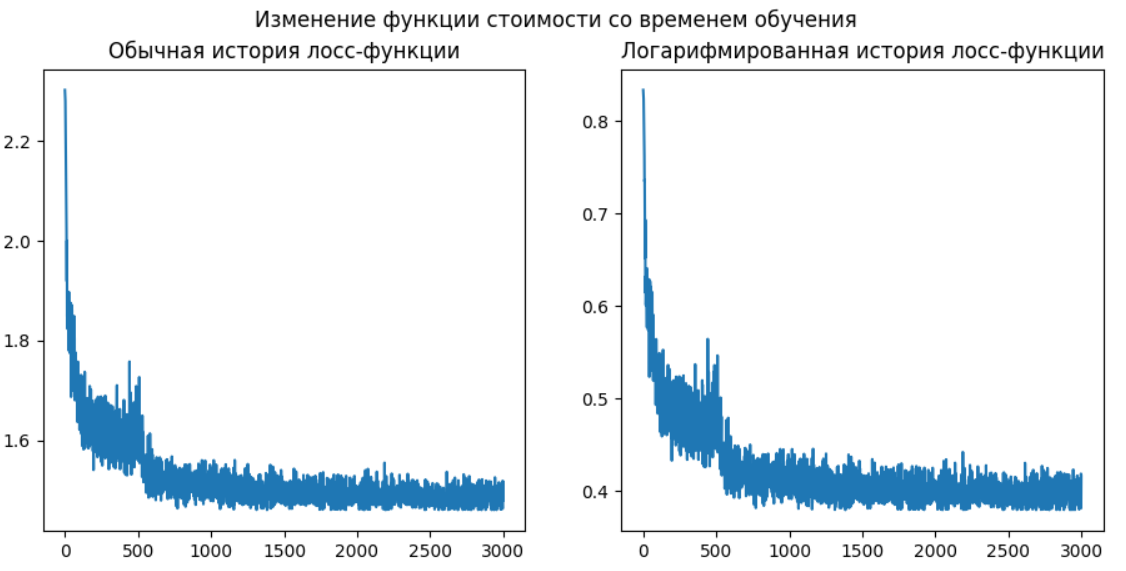 Изменение функции стоимости со временем обучения
Обычная история лосс-функции
Логарифмированная история лосс-функции
2.2
2.0
1.8
1.6
0 500 1000 1500 2000 2500 3000
0.8
0.7
0.6
0.5
0.4
0 500 1000 1500 2000 2500 3000